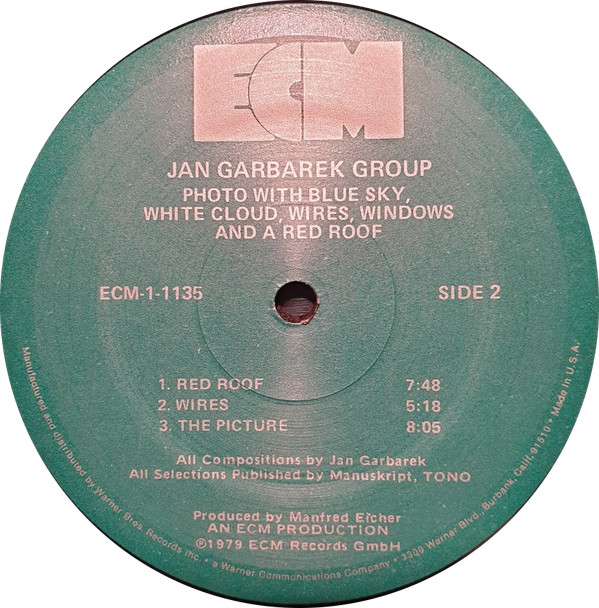 ECM
JAN GARBAREK GROUP
PHOTO WITH BLUE SKY,
WHITE CLOUD, WIRES, WINDOWS
AND A RED ROOF
ECM-1-1135 SIDE 2
1. RED ROOF 7:48
2. WIRES 5:18
3. THE PICTURE 8:05
All Compositions by Jan Garbarek
All Selections Published by Manuskript, TONO
Produced by Manfred Eicher
AN ECM PRODUCTION
℗1979 ECM Records GmbH
Manufactured and distributed by Warner Bros. Records Inc. • a Warner Communications Company • 3300 Warner Blvd., Burbank, Calif. 91510 • Made in U.S.A.